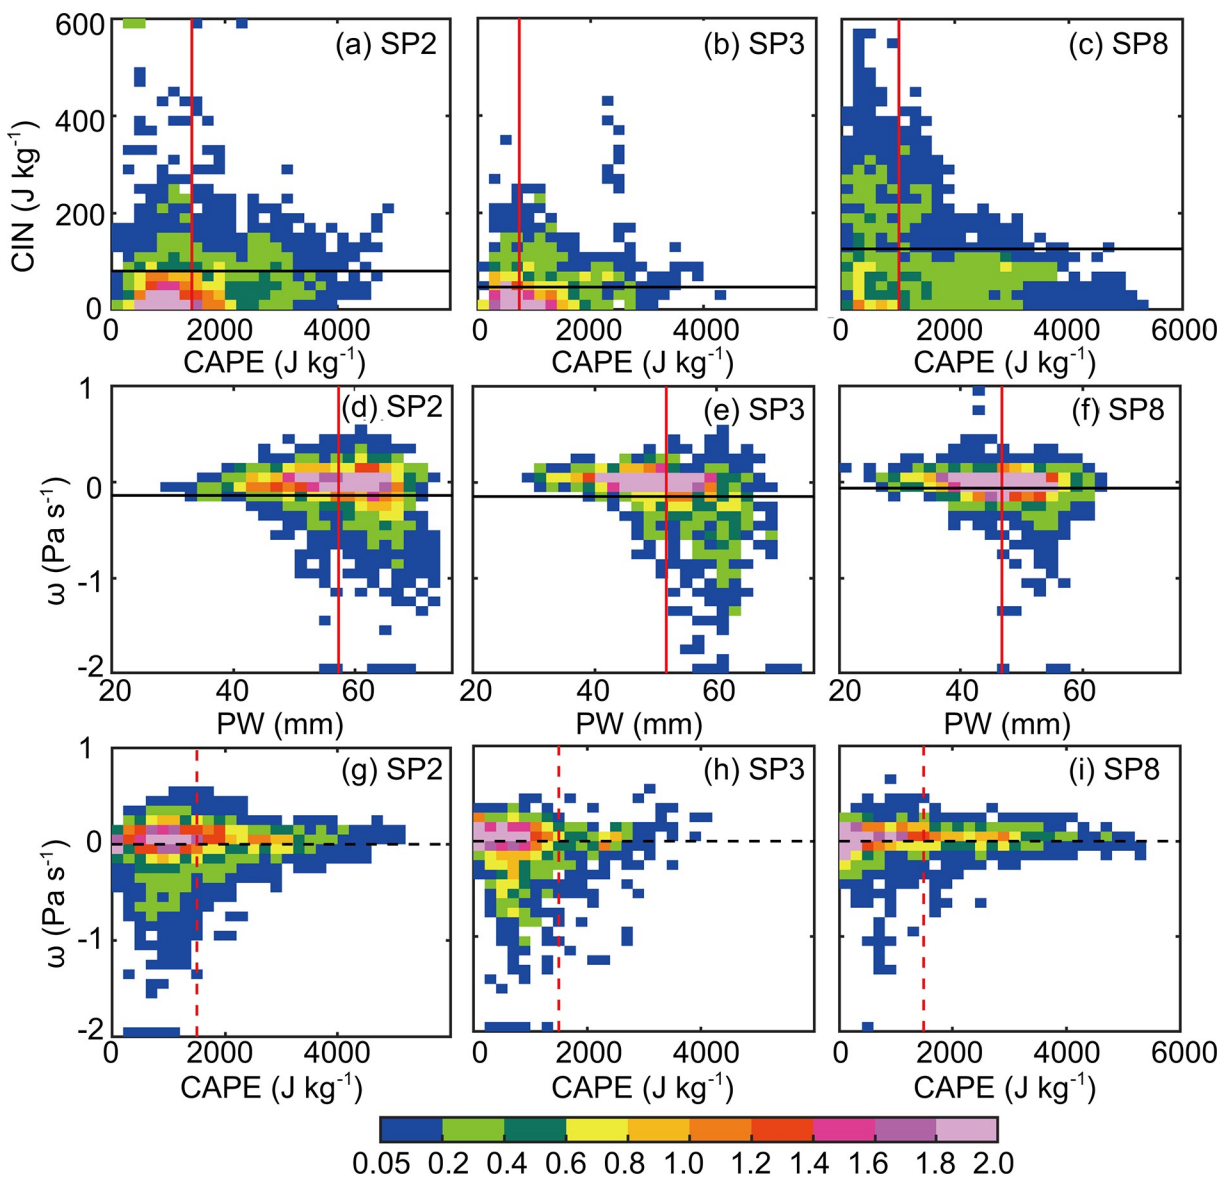 600
400
200
0
CIN (J kg-1)
(a) SP2
(b) SP3
(c) SP8
0 2000 4000
0 2000 4000
0 2000 4000 6000
CAPE (J kg-1)
CAPE (J kg-1)
CAPE (J kg-1)
1
0
-1
-2
ω (Pa s-1)
(d) SP2
(e) SP3
(f) SP8
20 40 60
40 60
20 40 60
PW (mm)
PW (mm)
PW (mm)
1
0
-1
-2
ω (Pa s-1)
(g) SP2
(h) SP3
(i) SP8
0 2000 4000
0 2000 4000
0 2000 4000 6000
CAPE (J kg-1)
CAPE (J kg-1)
CAPE (J kg-1)
0.05 0.2 0.4 0.6 0.8 1.0 1.2 1.4 1.6 1.8 2.0